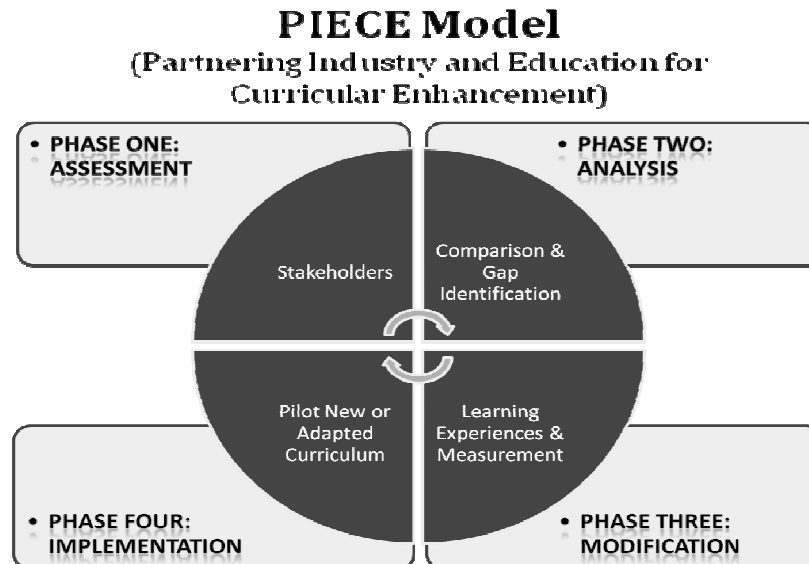 PIECE Model
(Partnering Industry and Education for
Curricular Enhancement)
• PHASE ONE:
ASSESSMENT
• PHASE TWO:
ANALYSIS
Stakeholders
Comparison &
Gap
Identification
Pilot New or
Adapted
Curriculum
Learning
Experiences &
Measurement
• PHASE FOUR:
IMPLEMENTATION
• PHASE THREE:
MODIFICATION